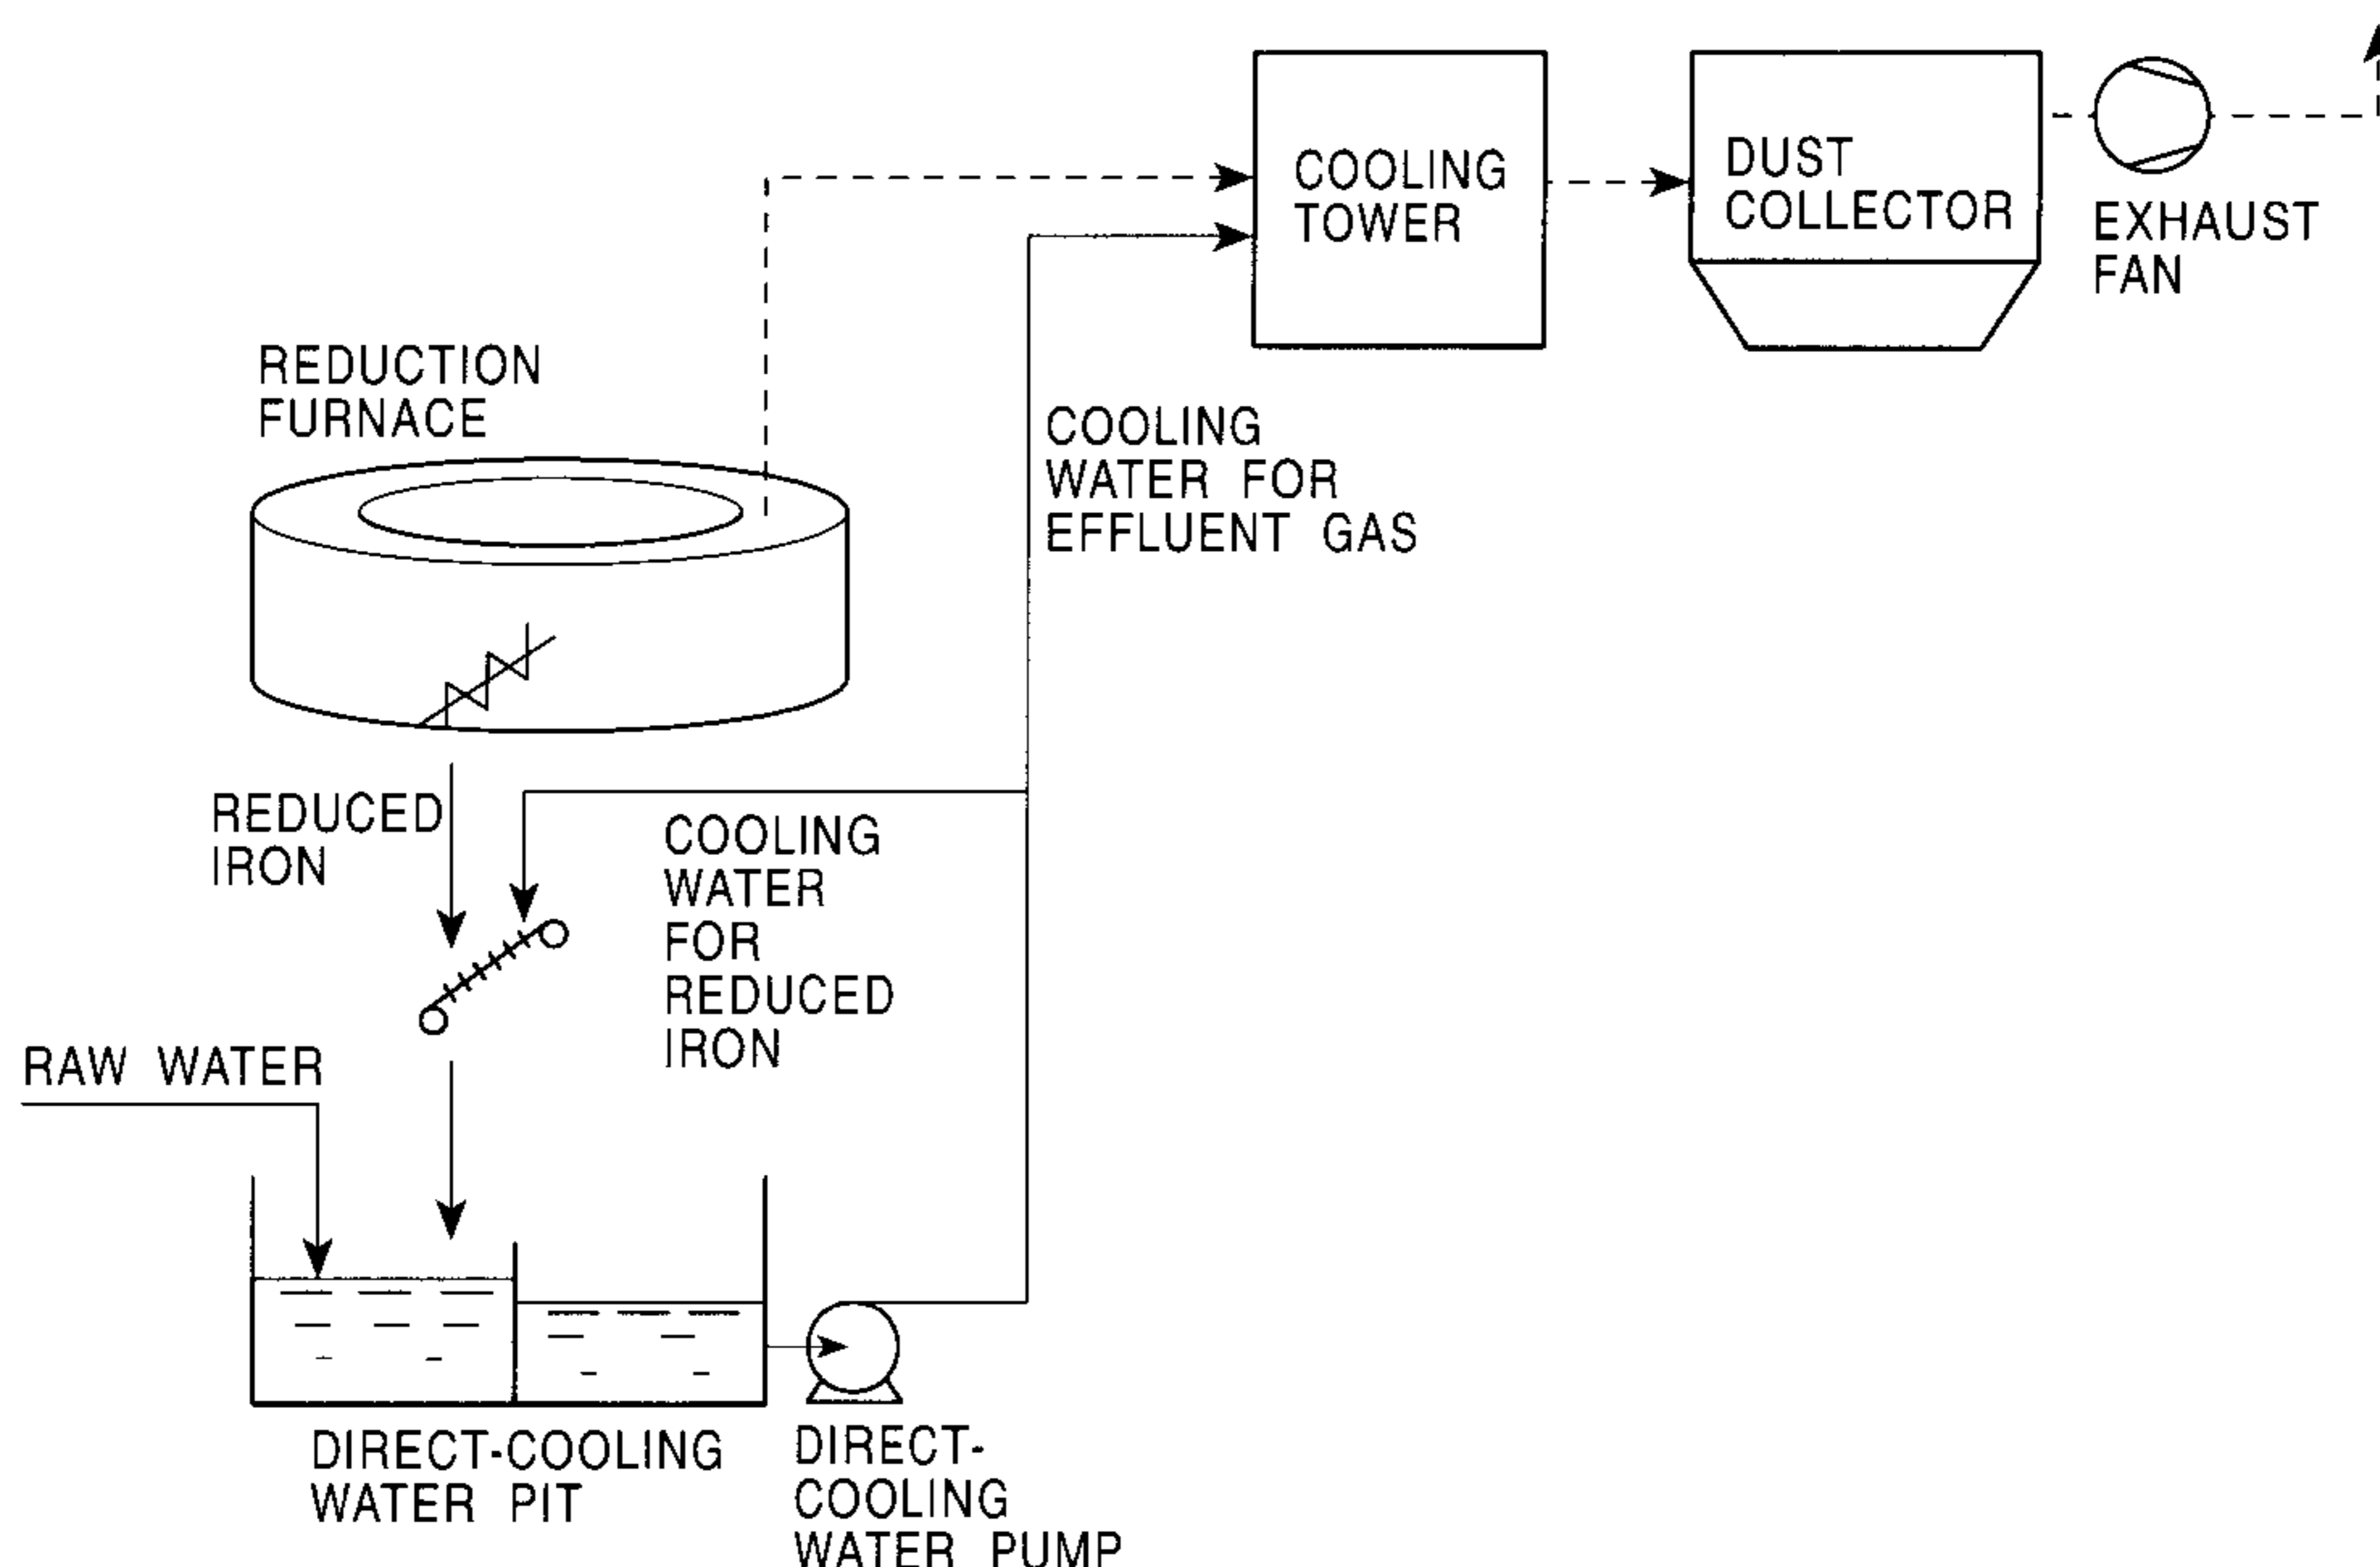 COOLING
TOWER
DUST
COLLECTOR
EXHAUST
FAN
REDUCTION
FURNACE
COOLING
WATER FOR
EFFLUENT GAS
REDUCED
IRON
COOLING
WATER
FOR
REDUCED
IRON
RAW WATER
DIRECT-COOLING
WATER PIT
DIRECT-
COOLING
WATER PUMP